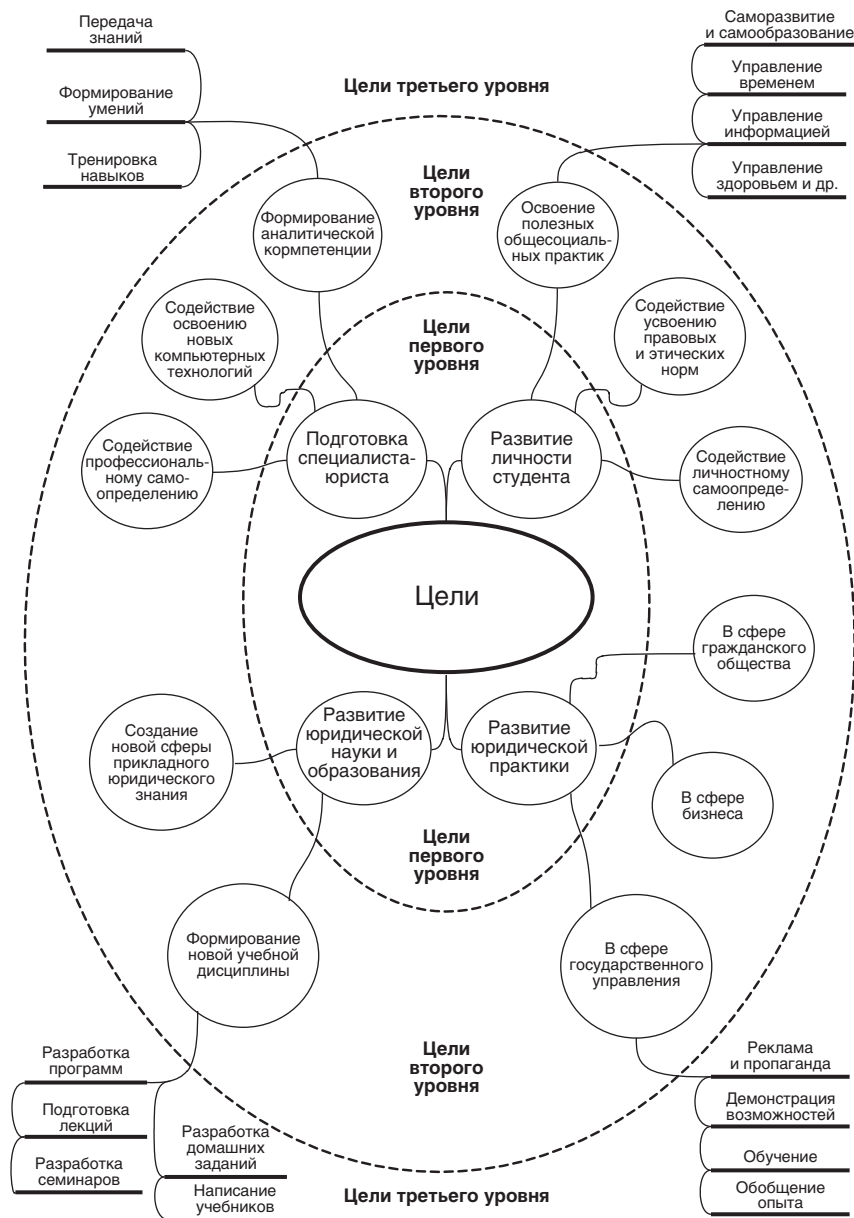 Передача
знаний
Формирование
умений
Тренировка
навыков
Саморазвитие
и самообразование
Управление
временем
Управление
информацией
Управление
здоровьем и др.
Цели третьего уровня
Цели
второго
уровня
Формирование
аналитической
кормпетенции
Освоение
полезных
общесоциаль-
ных практик
Содействие
освоению
новых
компьютерных
технологий
Цели
первого
уровня
Содействие
усвоению
правовых
и этических
норм
Содействие
профессиональ-
ному само-
определению
Подготовка
специалиста-
юриста
Развитие
личности
студента
Содействие
личностному
самоопреде-
лению
Цели
В сфере
гражданского
общества
Создание
новой сферы
прикладного
юридического
знания
Развитие
юридической
науки и
образования
Развитие
юридической
практики
В сфере
бизнеса
Цели
первого
уровня
Формирование
новой учебной
дисциплины
В сфере
государственного
управления
Цели
второго
уровня
Разработка
программ
Подготовка
лекций
Разработка
семинаров
Разработка
домашних
заданий
Написание
учебников
Цели третьего уровня
Реклама
и пропаганда
Демонстрация
возможностей
Обучение
Обобщение
опыта